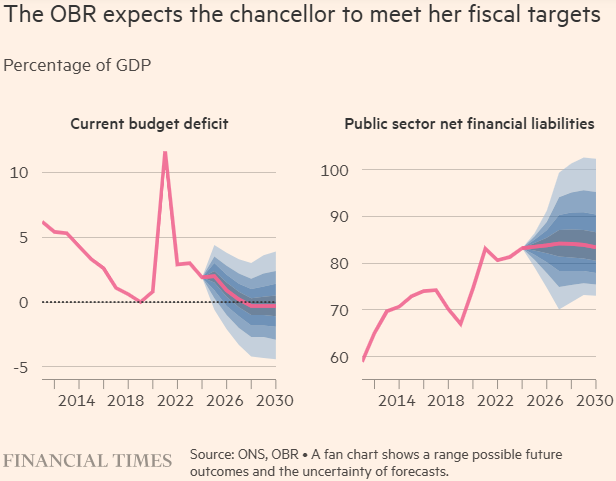 The OBR expects the chancellor to meet her fiscal targets
Percentage of GDP
Current budget deficit
10
5
0
-5
2014 2018 2022 2026 2030
Public sector net financial liabilities
100
90
80
70
60
2014 2018 2022 2026 2030
FINANCIAL TIMES
Source: ONS, OBR • A fan chart shows a range possible future
outcomes and the uncertainty of forecasts.